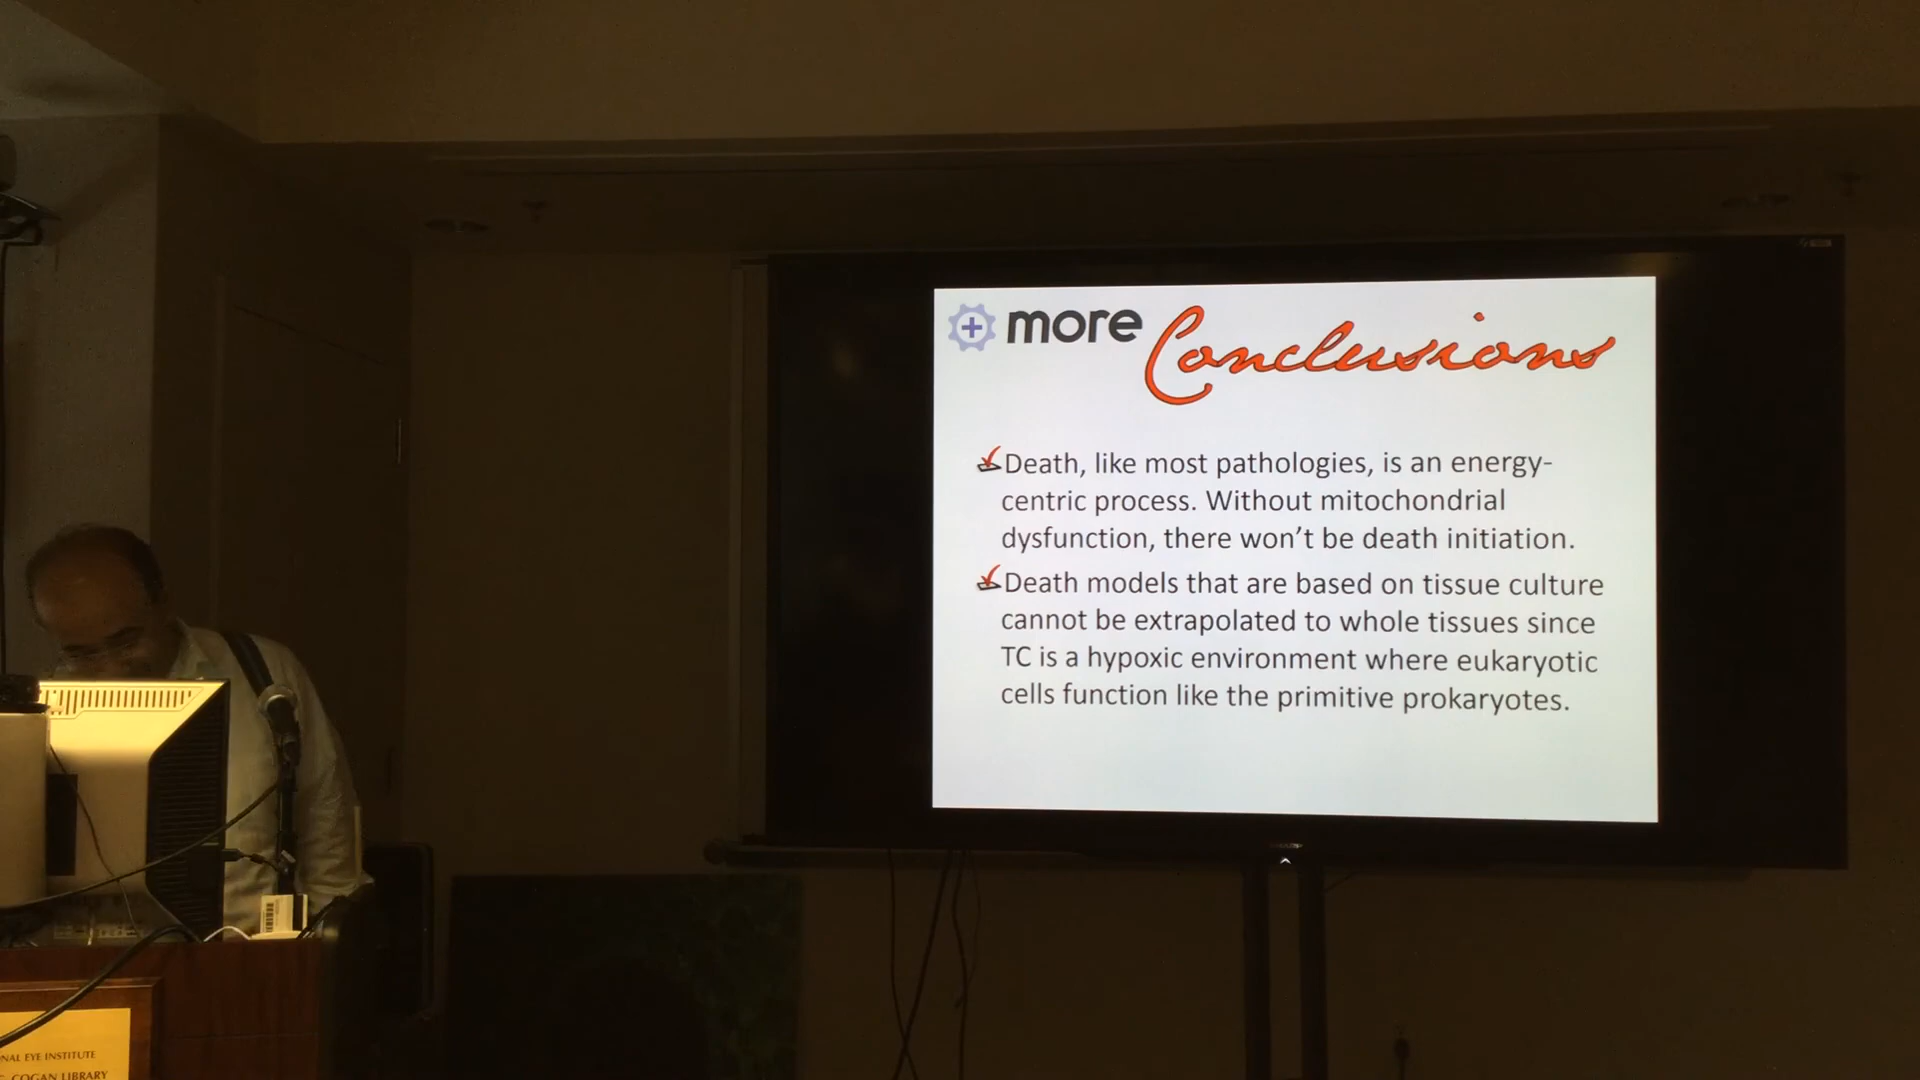 more Conclusions
Death, like most pathologies, is an energy-
centric process. Without mitochondrial
dysfunction, there won't be death initiation.
Death models that are based on tissue culture
cannot be extrapolated to whole tissues since
TC is a hypoxic environment where eukaryotic
cells function like the primitive prokaryotes.
NAL EYE INSTITUTE
COGAN LIBRARY